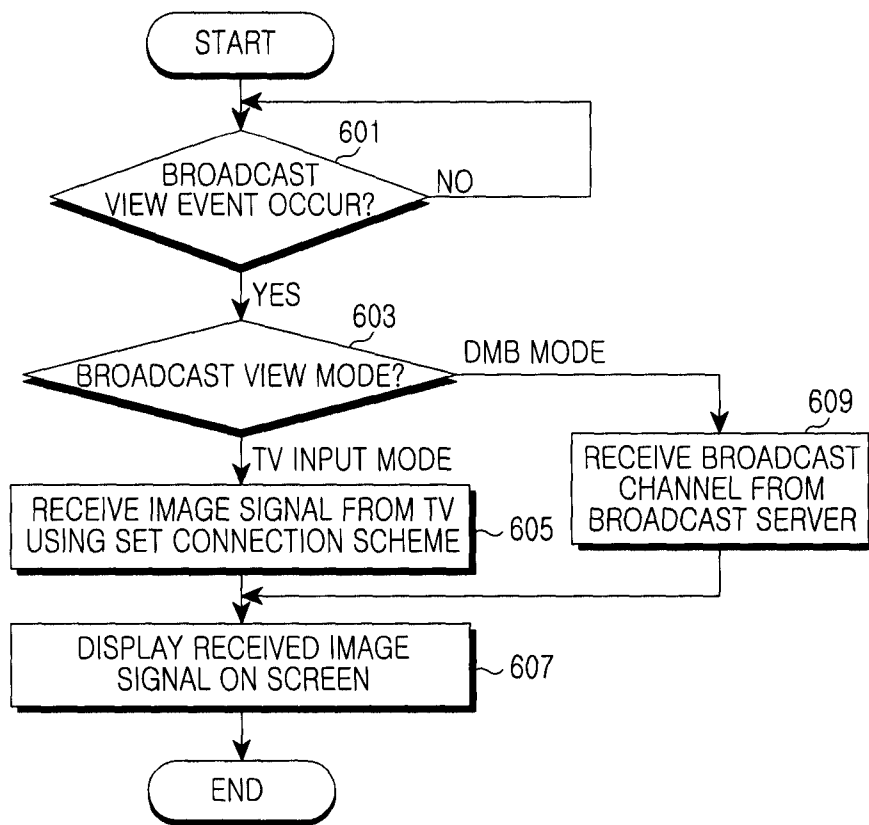 START
601
BROADCAST
VIEW EVENT OCCUR?
NO
YES
603
BROADCAST VIEW MODE?
DMB MODE
TV INPUT MODE
609
RECEIVE BROADCAST
CHANNEL FROM
BROADCAST SERVER
RECEIVE IMAGE SIGNAL FROM TV
USING SET CONNECTION SCHEME
605
DISPLAY RECEIVED IMAGE
SIGNAL ON SCREEN
607
END